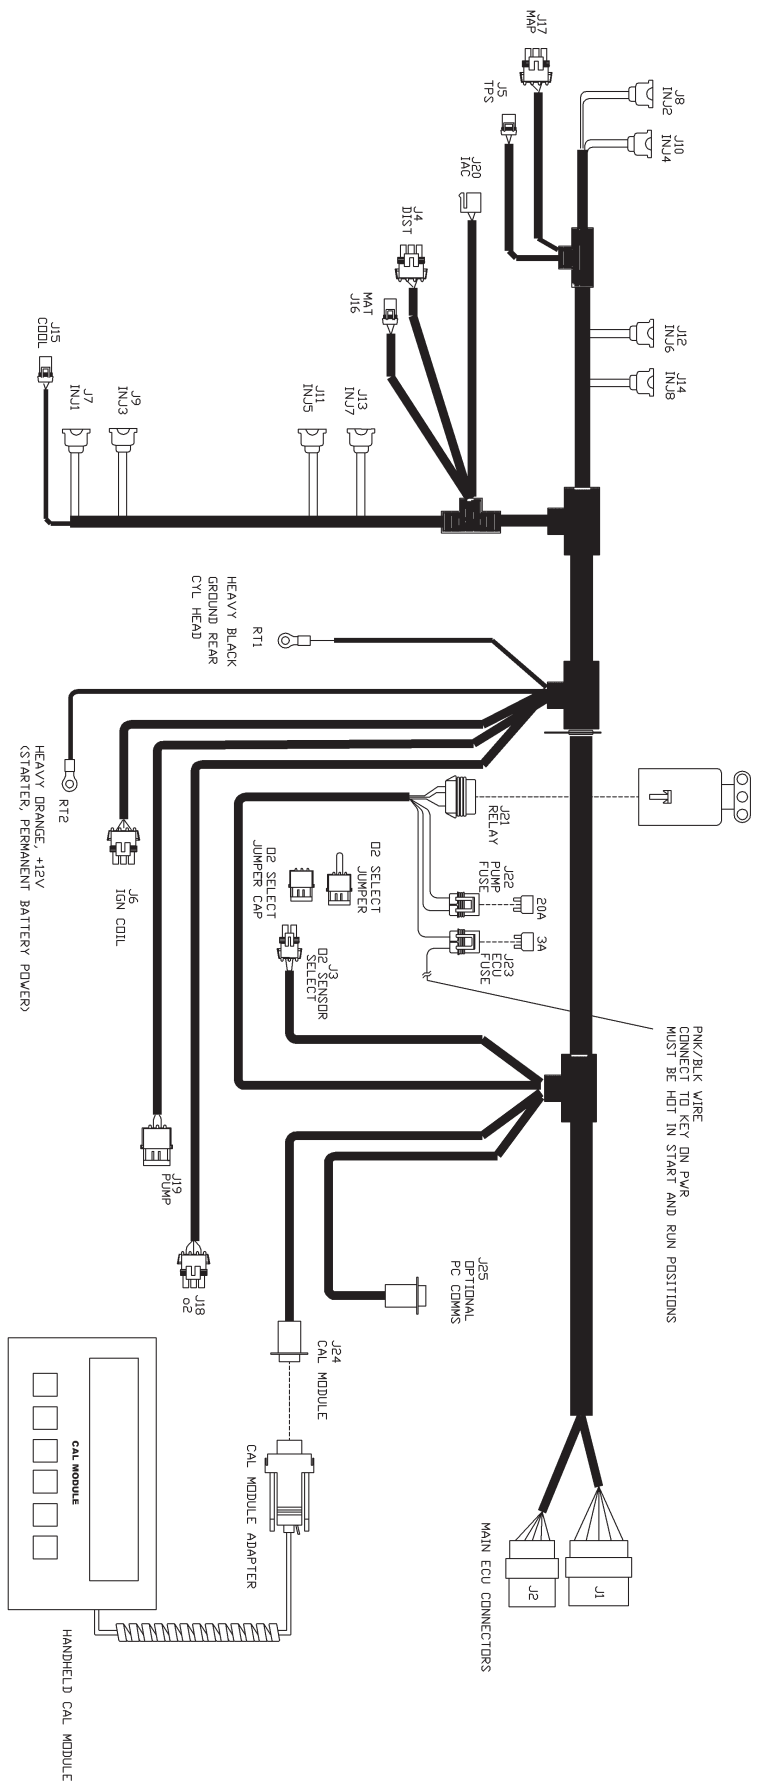 J17
MAP
J5
TPS
J8
INJ2
J10
INJ4
J20
IAC
J4
DIST
MAT
J16
J12
INJ6
J14
INJ8
J15
COOL
J7
INJ1
J9
INJ3
J11
INJ5
J13
INJ7
HEAVY BLACK
GROUND REAR
CYL HEAD
RT1
HEAVY ORANGE, +12V
(STARTER, PERMANENT BATTERY POWER)
RT2
J6
IGN COIL
J21
RELAY
O2 SELECT
JUMPER
O2 SELECT
JUMPER CAP
J22
PUMP
FUSE
20A
J23
ECU
FUSE
3A
J3
O2 SENSOR
SELECT
PNK/BLK WIRE
CONNECT TO KEY ON PWR
MUST BE HOT IN START AND RUN POSITIONS
J19
PUMP
J18
o2
J25
OPTIONAL
PC COMMS
J24
CAL MODULE
CAL MODULE ADAPTER
CAL MODULE
HANDHELD CAL MODULE
J1
J2
MAIN ECU CONNECTORS